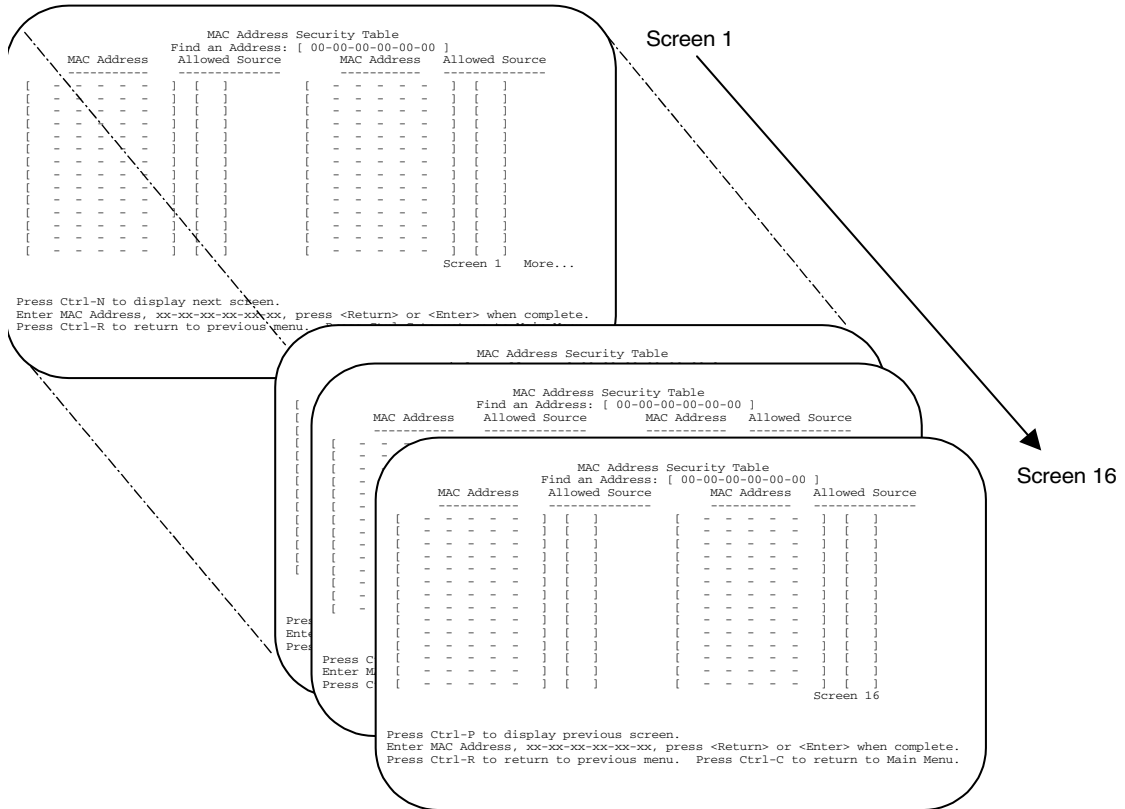 Screen 1
MAC Address Security Table
Find an Address: [ 00-00-00-00-00-00 ]
MAC Address Allowed Source MAC Address Allowed Source
----------- -------------- ----------- --------------
[ - - - - - ] [ ] [ - - - - - ] [ ]
[ - - - - - ] [ ] [ - - - - - ] [ ]
[ - - - - - ] [ ] [ - - - - - ] [ ]
[ - - - - - ] [ ] [ - - - - - ] [ ]
[ - - - - - ] [ ] [ - - - - - ] [ ]
[ - - - - - ] [ ] [ - - - - - ] [ ]
[ - - - - - ] [ ] [ - - - - - ] [ ]
[ - - - - - ] [ ] [ - - - - - ] [ ]
[ - - - - - ] [ ] [ - - - - - ] [ ]
[ - - - - - ] [ ] [ - - - - - ] [ ]
[ - - - - - ] [ ] [ - - - - - ] [ ]
[ - - - - - ] [ ] [ - - - - - ] [ ]
[ - - - - - ] [ ] [ - - - - - ] [ ]
[ - - - - - ] [ ] [ - - - - - ] [ ]
Screen 1 More...
Press Ctrl-N to display next screen.
Enter MAC Address, xx-xx-xx-xx-xx-xx, press <Return> or <Enter> when complete.
Press Ctrl-R to return to previous menu.
MAC Address Security Table
Pres
Ente
Pres
MAC Address Security Table
Find an Address: [ 00-00-00-00-00-00 ]
MAC Address Allowed Source MAC Address Allowed Source
----------- -------------- ----------- --------------
Press C
Enter M
Press C
Screen 16
MAC Address Security Table
Find an Address: [ 00-00-00-00-00-00 ]
MAC Address Allowed Source MAC Address Allowed Source
----------- -------------- ----------- --------------
[ - - - - - ] [ ] [ - - - - - ] [ ]
[ - - - - - ] [ ] [ - - - - - ] [ ]
[ - - - - - ] [ ] [ - - - - - ] [ ]
[ - - - - - ] [ ] [ - - - - - ] [ ]
[ - - - - - ] [ ] [ - - - - - ] [ ]
[ - - - - - ] [ ] [ - - - - - ] [ ]
[ - - - - - ] [ ] [ - - - - - ] [ ]
[ - - - - - ] [ ] [ - - - - - ] [ ]
[ - - - - - ] [ ] [ - - - - - ] [ ]
[ - - - - - ] [ ] [ - - - - - ] [ ]
[ - - - - - ] [ ] [ - - - - - ] [ ]
[ - - - - - ] [ ] [ - - - - - ] [ ]
[ - - - - - ] [ ] [ - - - - - ] [ ]
[ - - - - - ] [ ] [ - - - - - ] [ ]
Screen 16
Press Ctrl-P to display previous screen.
Enter MAC Address, xx-xx-xx-xx-xx-xx, press <Return> or <Enter> when complete.
Press Ctrl-R to return to previous menu. Press Ctrl-C to return to Main Menu.